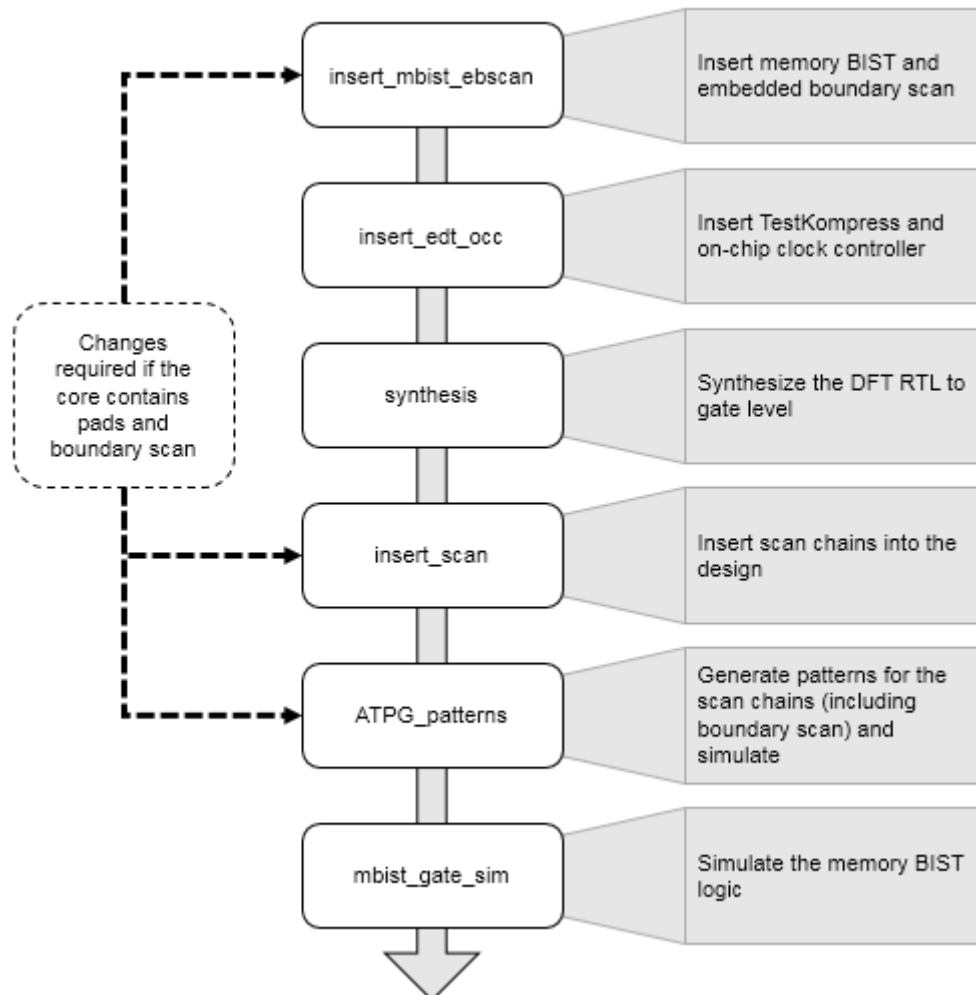 insert_mbist_ebscan
Insert memory BIST and
embedded boundary scan
insert_edt_occ
Insert TestKompress and
on-chip clock controller
Changes
required if the
core contains
pads and
boundary scan
synthesis
Synthesize the DFT RTL to
gate level
insert_scan
Insert scan chains into the
design
ATPG_patterns
Generate patterns for the
scan chains (including
boundary scan) and
simulate
mbist_gate_sim
Simulate the memory BIST
logic